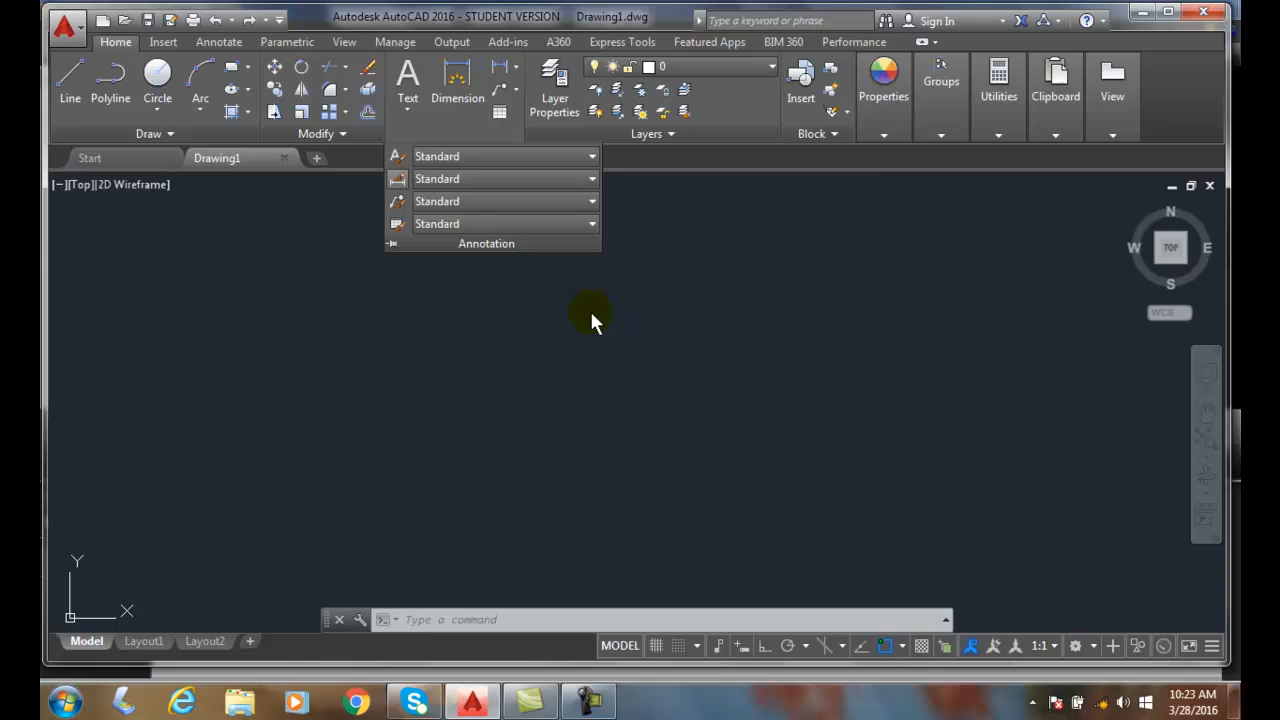 Autodesk AutoCAD 2016 - STUDENT VERSION Drawing1.dwg
Type a keyword or phrase
Sign In
Home Insert Annotate Parametric View Manage Output Add-ins A360 Express Tools Featured Apps BIM 360 Performance
Line Polyline Circle Arc
Draw
Modify
Text Dimension
Layer
Properties
0
Layers
Insert
Block
Properties
Groups
Utilities
Clipboard
View
Start Drawing1
Standard
Standard
Standard
Standard
Annotation
[−][Top][2D Wireframe]
N
W TOP E
S
WCS
Y
X
Type a command
Model Layout1 Layout2
MODEL 1:1
10:23 AM
3/28/2016